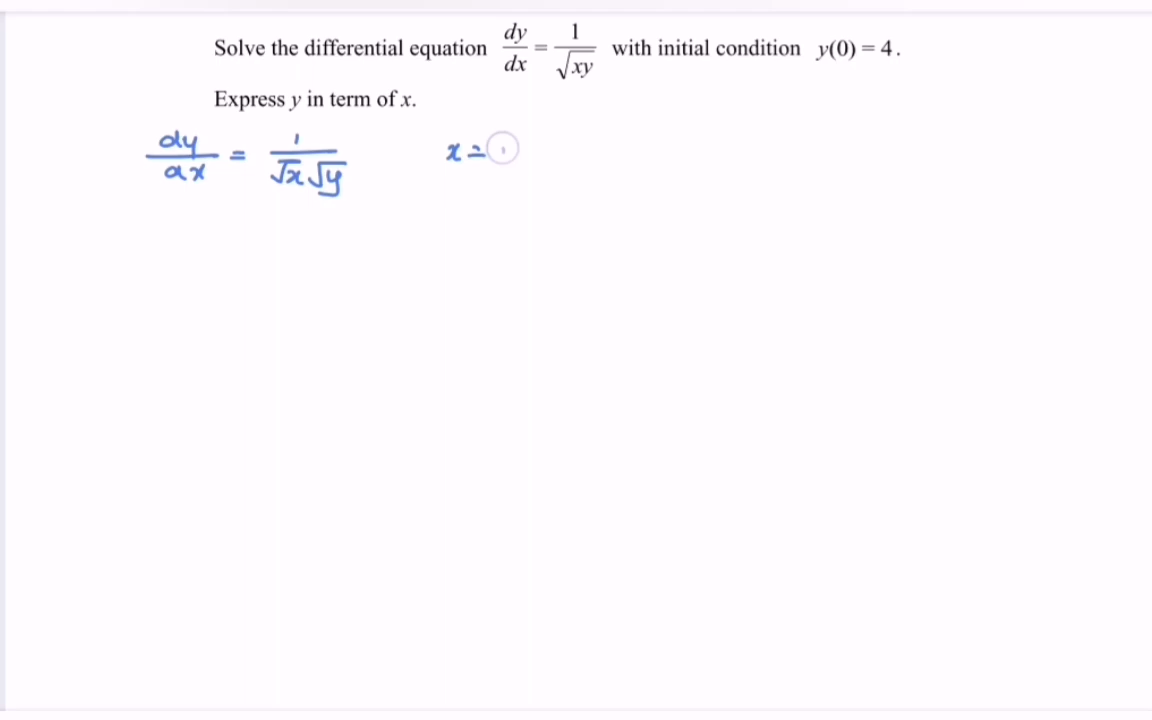 Solve the differential equation dy/dx = 1/√xy with initial condition y(0) = 4.
Express y in term of x.
dy/dx = 1/√x√y x =